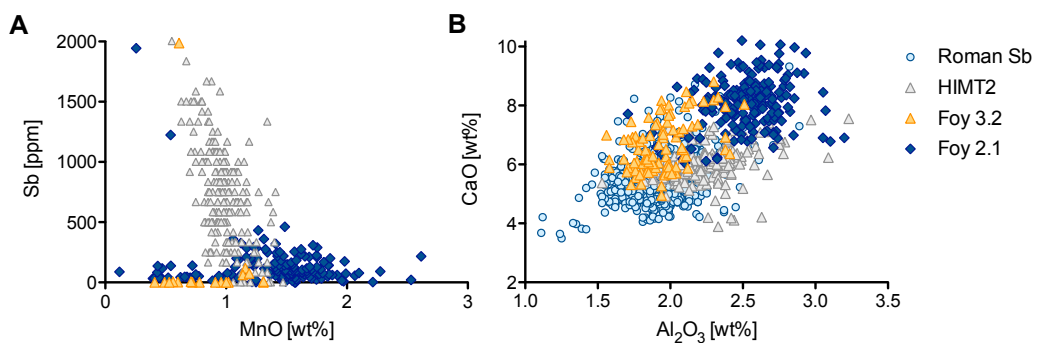 A
Sb [ppm]
2000
1500
1000
500
0
0
1
2
3
MnO [wt%]
B
CaO [wt%]
10
8
6
4
2
1.0
1.5
2.0
2.5
3.0
3.5
Al₂O₃ [wt%]
Roman Sb
HIMT2
Foy 3.2
Foy 2.1